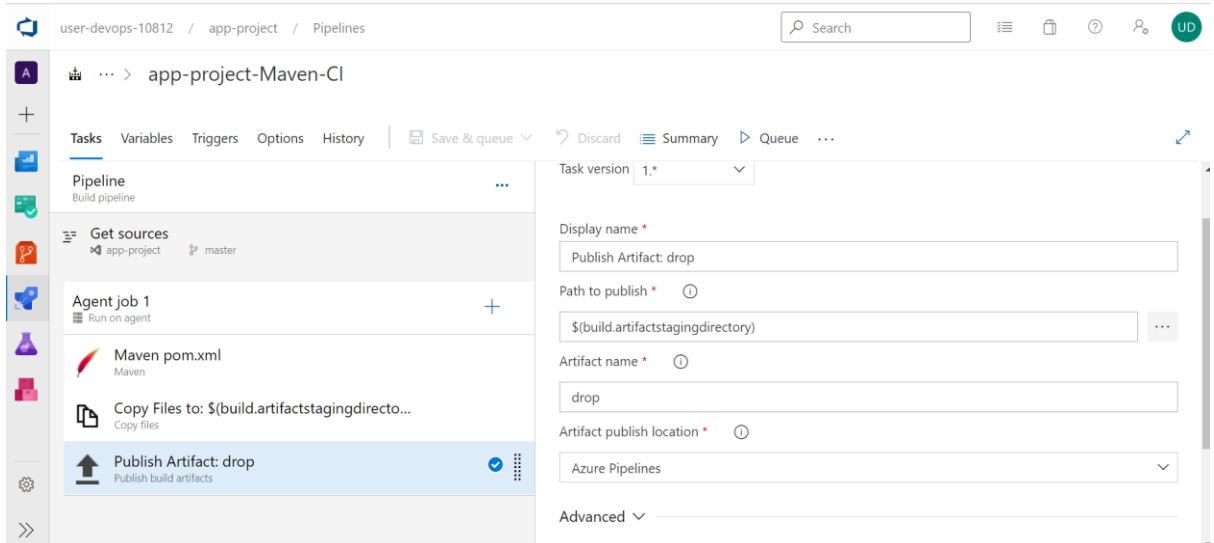 user-devops-10812 / app-project / Pipelines
Search
UD
A
... > app-project-Maven-CI
Tasks Variables Triggers Options History Save & queue Discard Summary Queue ...
Pipeline
Build pipeline
...
Get sources
app-project master
Agent job 1
Run on agent
Maven pom.xml
Maven
Copy Files to: $(build.artifactstagingdirecto...
Copy files
Publish Artifact: drop
Publish build artifacts
Task version 1.*
Display name *
Publish Artifact: drop
Path to publish *
$(build.artifactstagingdirectory)
...
Artifact name *
drop
Artifact publish location *
Azure Pipelines
Advanced